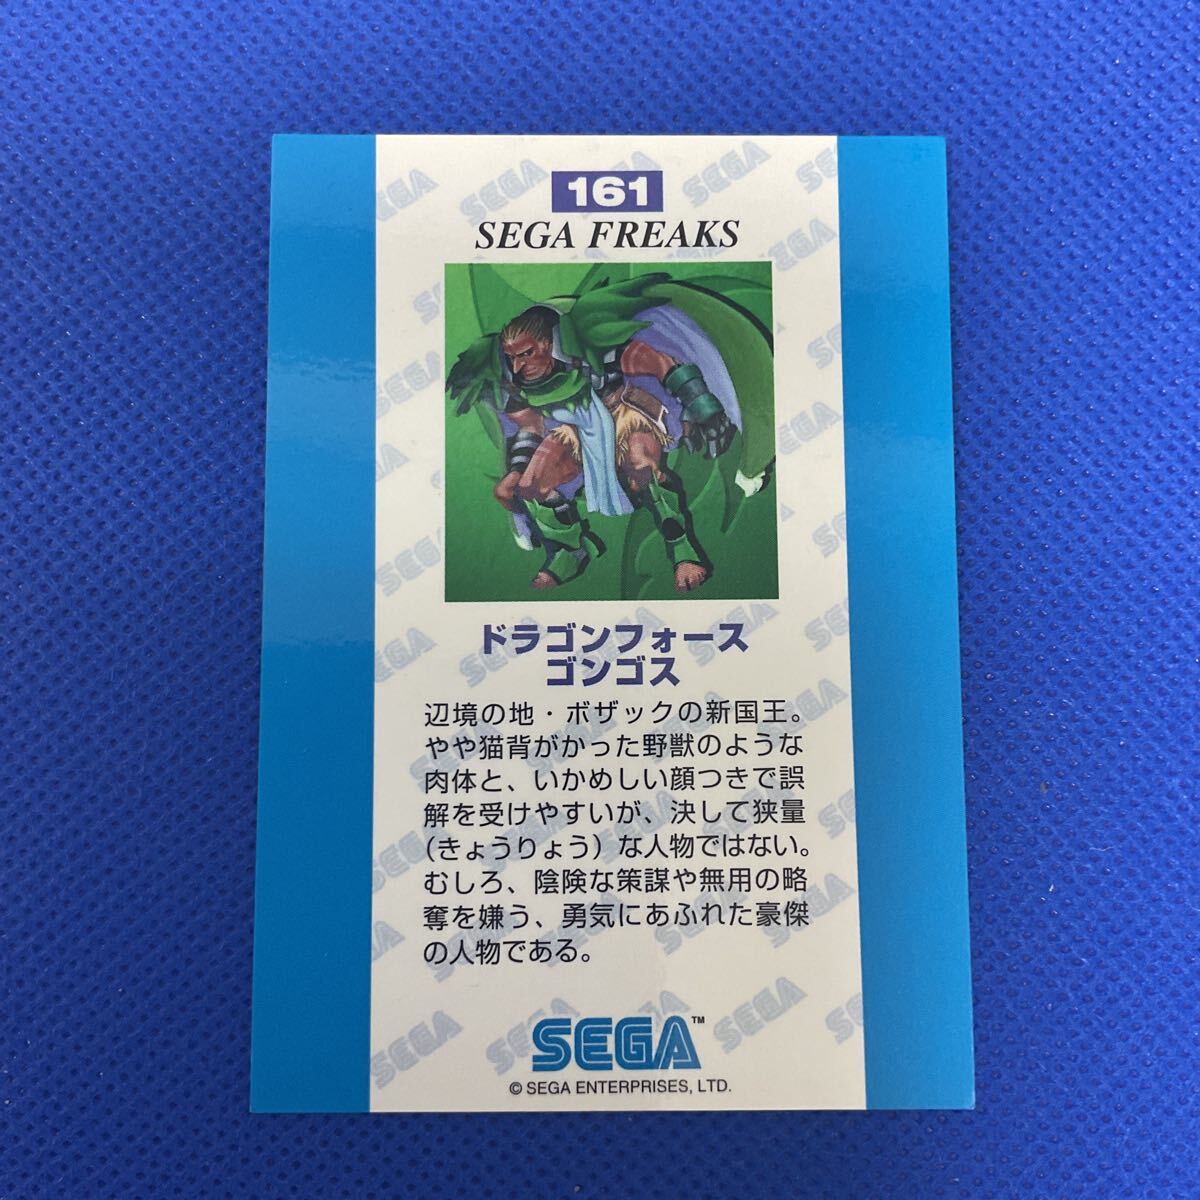 161
SEGA FREAKS
ドラゴンフォース
ゴンゴス
辺境の地・ボザックの新国王。
やや猫背がかった野獣のような
肉体と、いかめしい顔つきで誤
解を受けやすいが、決して狭量
（きょうりょう）な人物ではない。
むしろ、陰険な策謀や無用の略
奪を嫌う、勇気にあふれた豪傑
の人物である。
SEGA™
© SEGA ENTERPRISES, LTD.